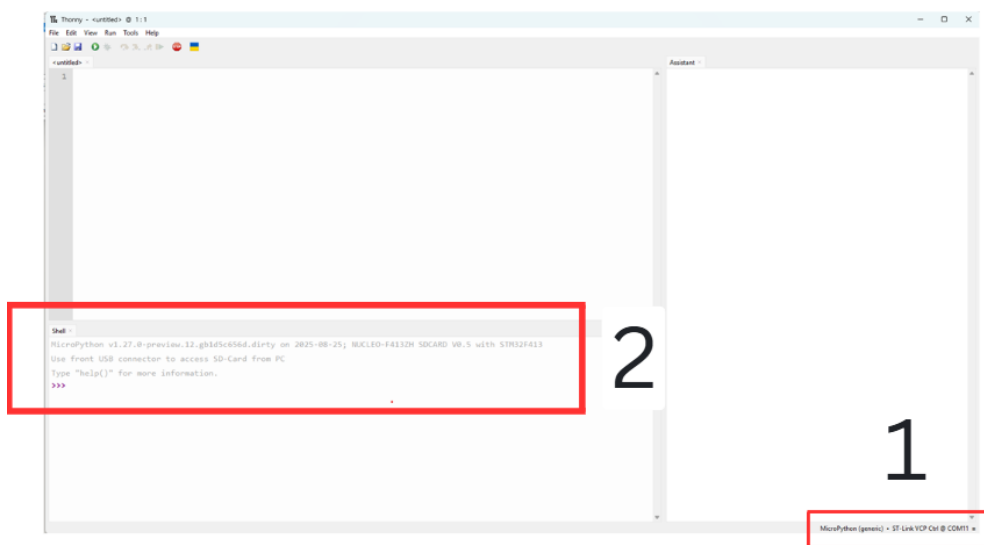 Thonny - <untitled> @ 1:1
File Edit View Run Tools Help
<untitled>
Assistant
1
Shell
MicroPython v1.27.0-preview.12.gb1d5c656d.dirty on 2025-08-25; NUCLEO-F413ZH SDCARD V0.5 with STM32F413
Use front USB connector to access SD-Card from PC
Type "help()" for more information.
>>>
2
1
MicroPython (generic) • ST-Link VCP Ctrl @ COM11 ≡